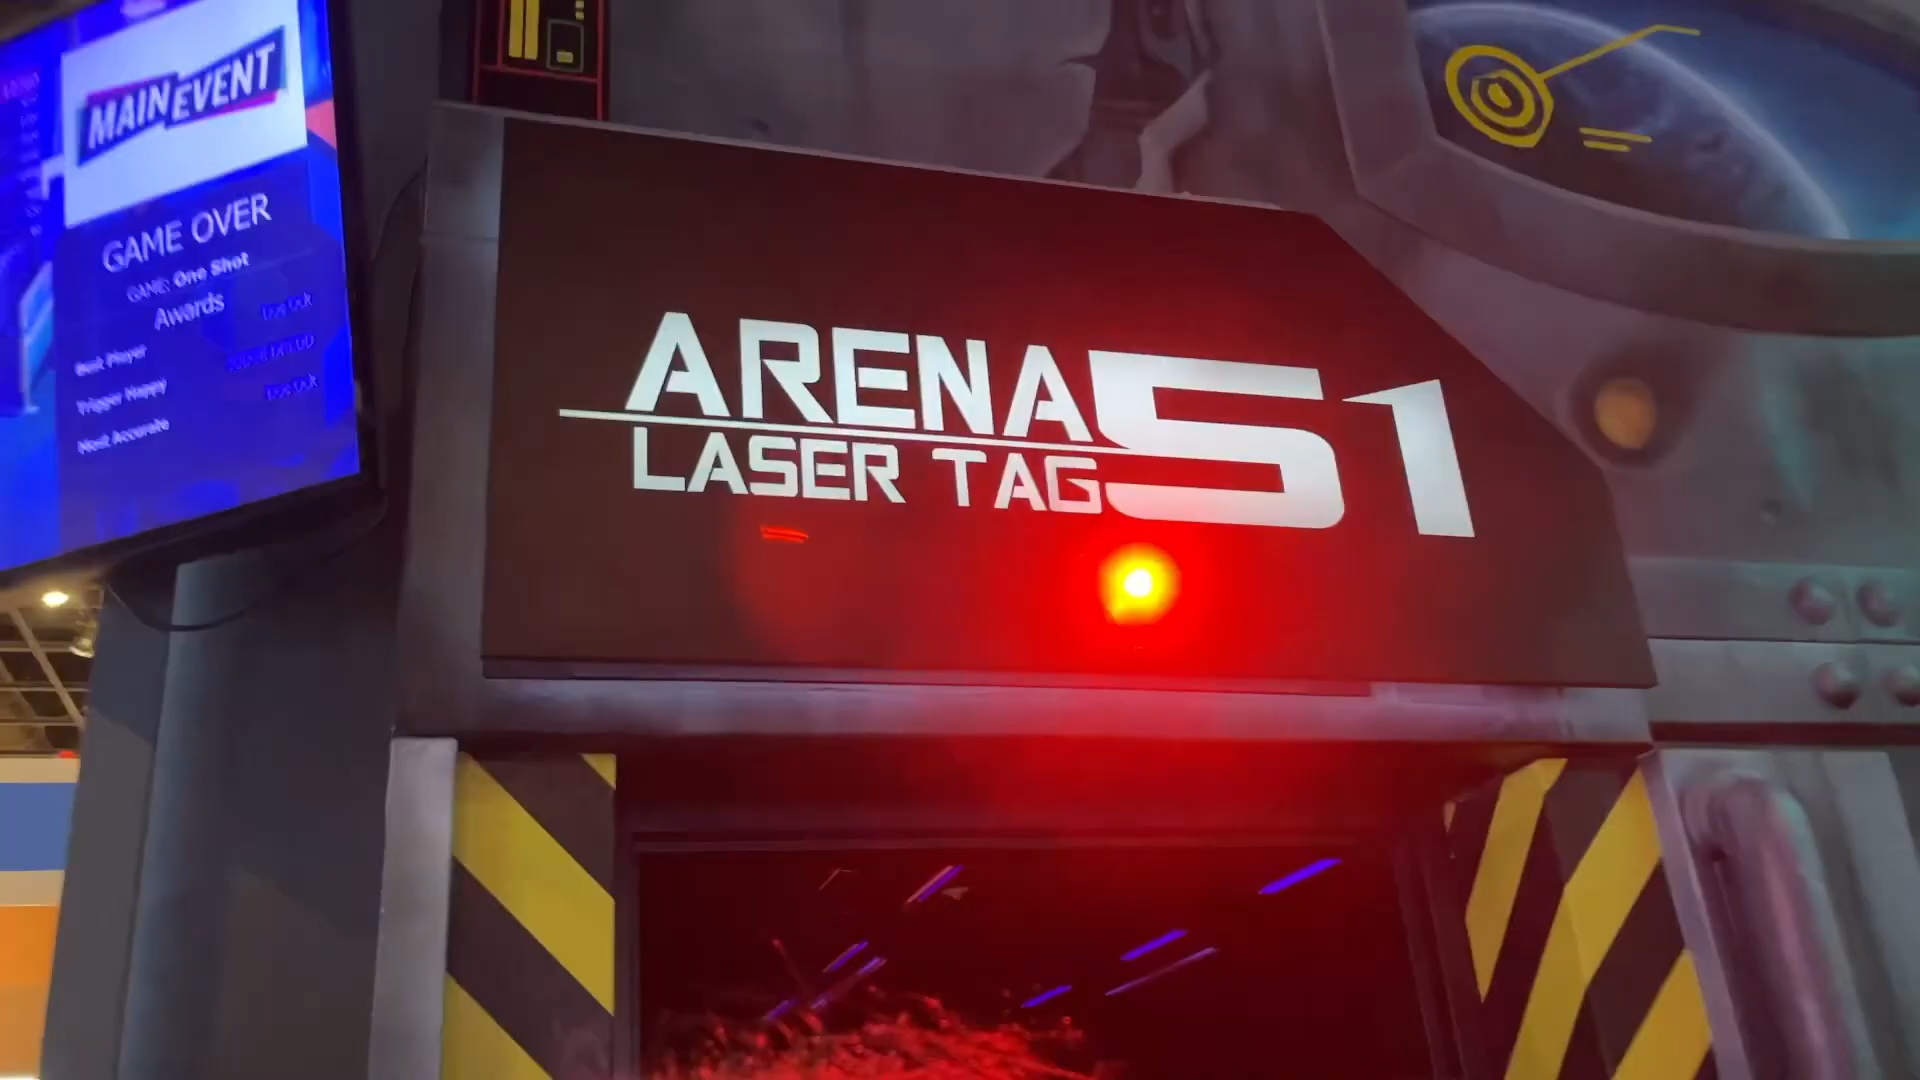 MAIN EVENT
GAME OVER
GAME: One Shot
Awards
Best Player
Trigger Happy
Most Accurate
ARENA 51
LASER TAG